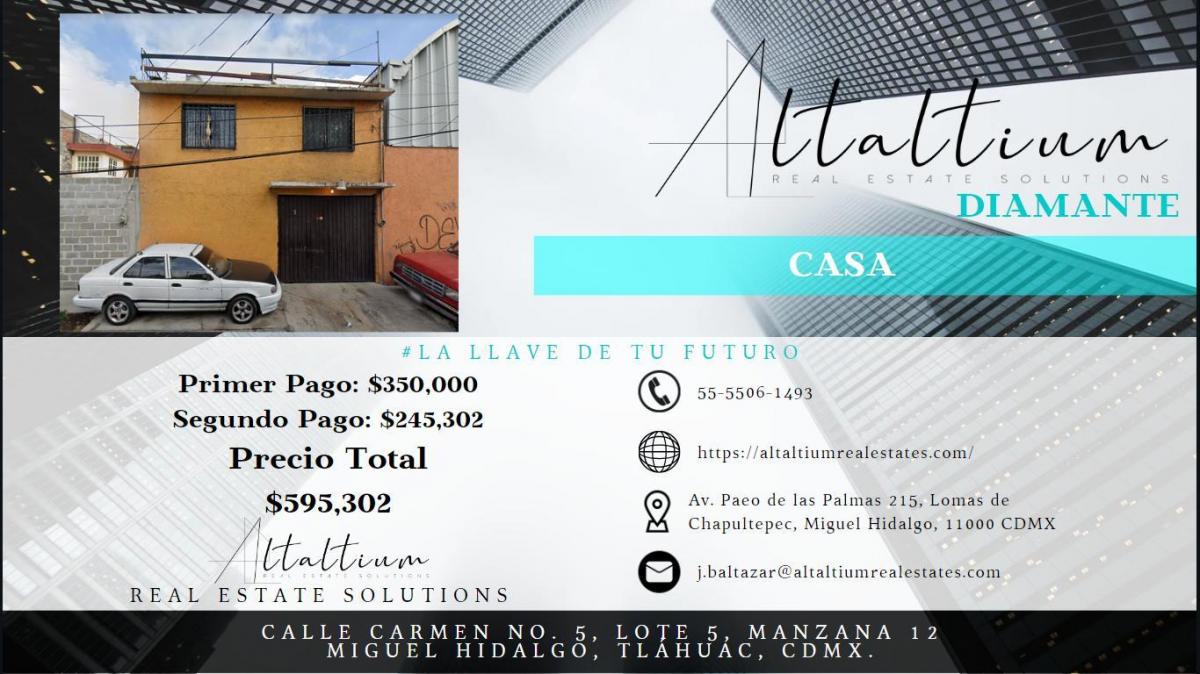 Altaltium
REAL ESTATE SOLUTIONS
DIAMANTE
CASA
#LA LLAVE DE TU FUTURO
Primer Pago: $350,000
Segundo Pago: $245,302
Precio Total
$595,302
Altaltium
REAL ESTATE SOLUTIONS
REAL ESTATE SOLUTIONS
55-5506-1493
https://altaltiumrealestates.com/
Av. Paeo de las Palmas 215, Lomas de
Chapultepec, Miguel Hidalgo, 11000 CDMX
j.baltazar@altaltiumrealestates.com
CALLE CARMEN NO. 5, LOTE 5, MANZANA 12
MIGUEL HIDALGO, TLÁHUAC, CDMX.